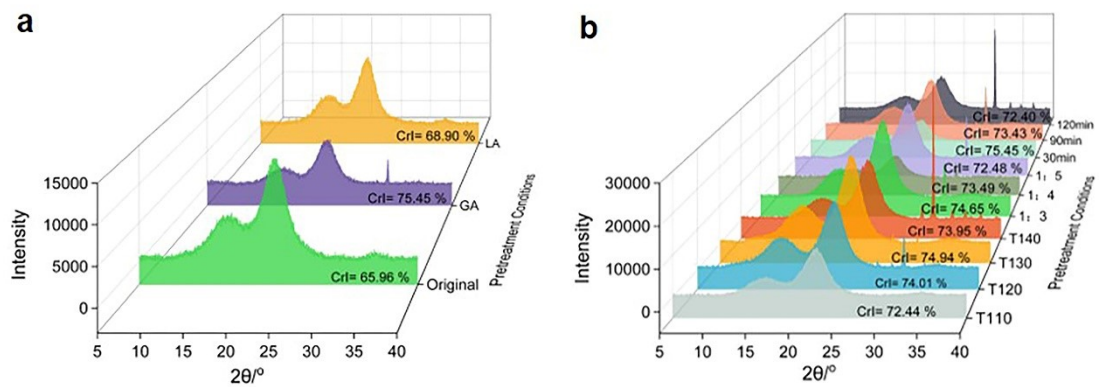 a
15000
10000
5000
0
Intensity
5 10 15 20 25 30 35 40
2θ/°
CrI= 68.90 %
LA
CrI= 75.45 %
GA
CrI= 65.96 %
Original
Pretreatment Conditions
b
30000
20000
10000
0
Intensity
5 10 15 20 25 30 35 40
2θ/°
CrI= 72.40 %
120min
CrI= 73.43 %
90min
CrI= 75.45 %
30min
CrI= 72.48 %
1: 5
CrI= 73.49 %
1: 4
CrI= 74.65 %
1: 3
CrI= 73.95 %
T140
CrI= 74.94 %
T130
CrI= 74.01 %
T120
CrI= 72.44 %
T110
Pretreatment Conditions